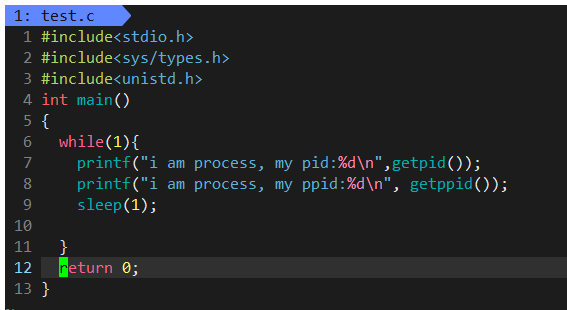 1: test.c
1 #include<stdio.h>
2 #include<sys/types.h>
3 #include<unistd.h>
4 int main()
5 {
6   while(1){
7     printf("i am process, my pid:%d\n",getpid());
8     printf("i am process, my ppid:%d\n", getppid());
9     sleep(1);
10
11   }
12   return 0;
13 }